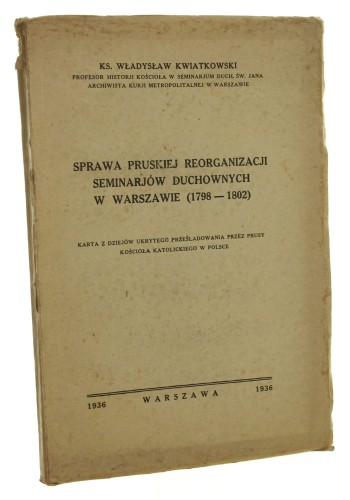 KS. WŁADYSŁAW KWIATKOWSKI
PROFESOR HISTORJI KOŚCIOŁA W SEMINARJUM DUCH. ŚW. JANA
ARCHIWISTA KURJI METROPOLITALNEJ W WARSZAWIE
SPRAWA PRUSKIEJ REORGANIZACJI
SEMINARJÓW DUCHOWNYCH
W WARSZAWIE (1798 — 1802)
KARTA Z DZIEJÓW UKRYTEGO PRZEŚLADOWANIA PRZEZ PRUSY
KOŚCIOŁA KATOLICKIEGO W POLSCE
1936 WARSZAWA 1936